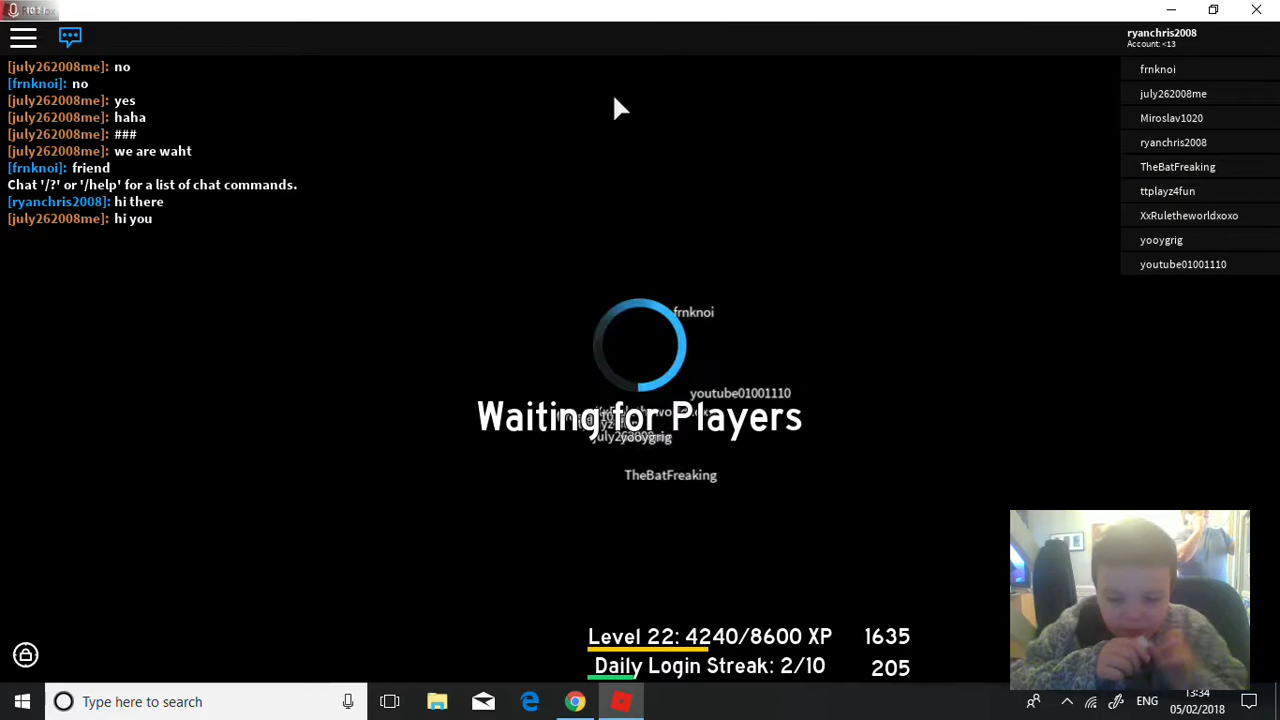 ryanchris2008
Account: <13
[july262008me]: no
[frnknoi]: no
[july262008me]: yes
[july262008me]: haha
[july262008me]: ###
[july262008me]: we are waht
[frnknoi]: friend
Chat '/?' or '/help' for a list of chat commands.
[ryanchris2008]: hi there
[july262008me]: hi you
frnknoi
july262008me
Miroslav1020
ryanchris2008
TheBatFreaking
ttplayz4fun
XxRuletheworldxoxo
yooygrig
youtube01001110
frnknoi
youtube01001110
Waiting for Players
yooygrig
TheBatFreaking
Level 22: 4240/8600 XP 1635
Daily Login Streak: 2/10 205
Type here to search
ENG
13:34
05/02/2018